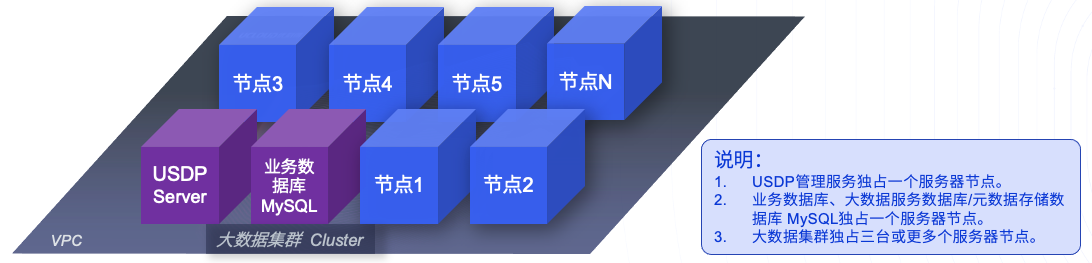 节点3
节点4
节点5
节点N
USDP
Server
业务数
据库
MySQL
节点1
节点2
VPC
大数据集群 Cluster
说明：
1. USDP管理服务独占一个服务器节点。
2. 业务数据库、大数据服务数据库/元数据存储数
据库 MySQL独占一个服务器节点。
3. 大数据集群独占三台或更多个服务器节点。